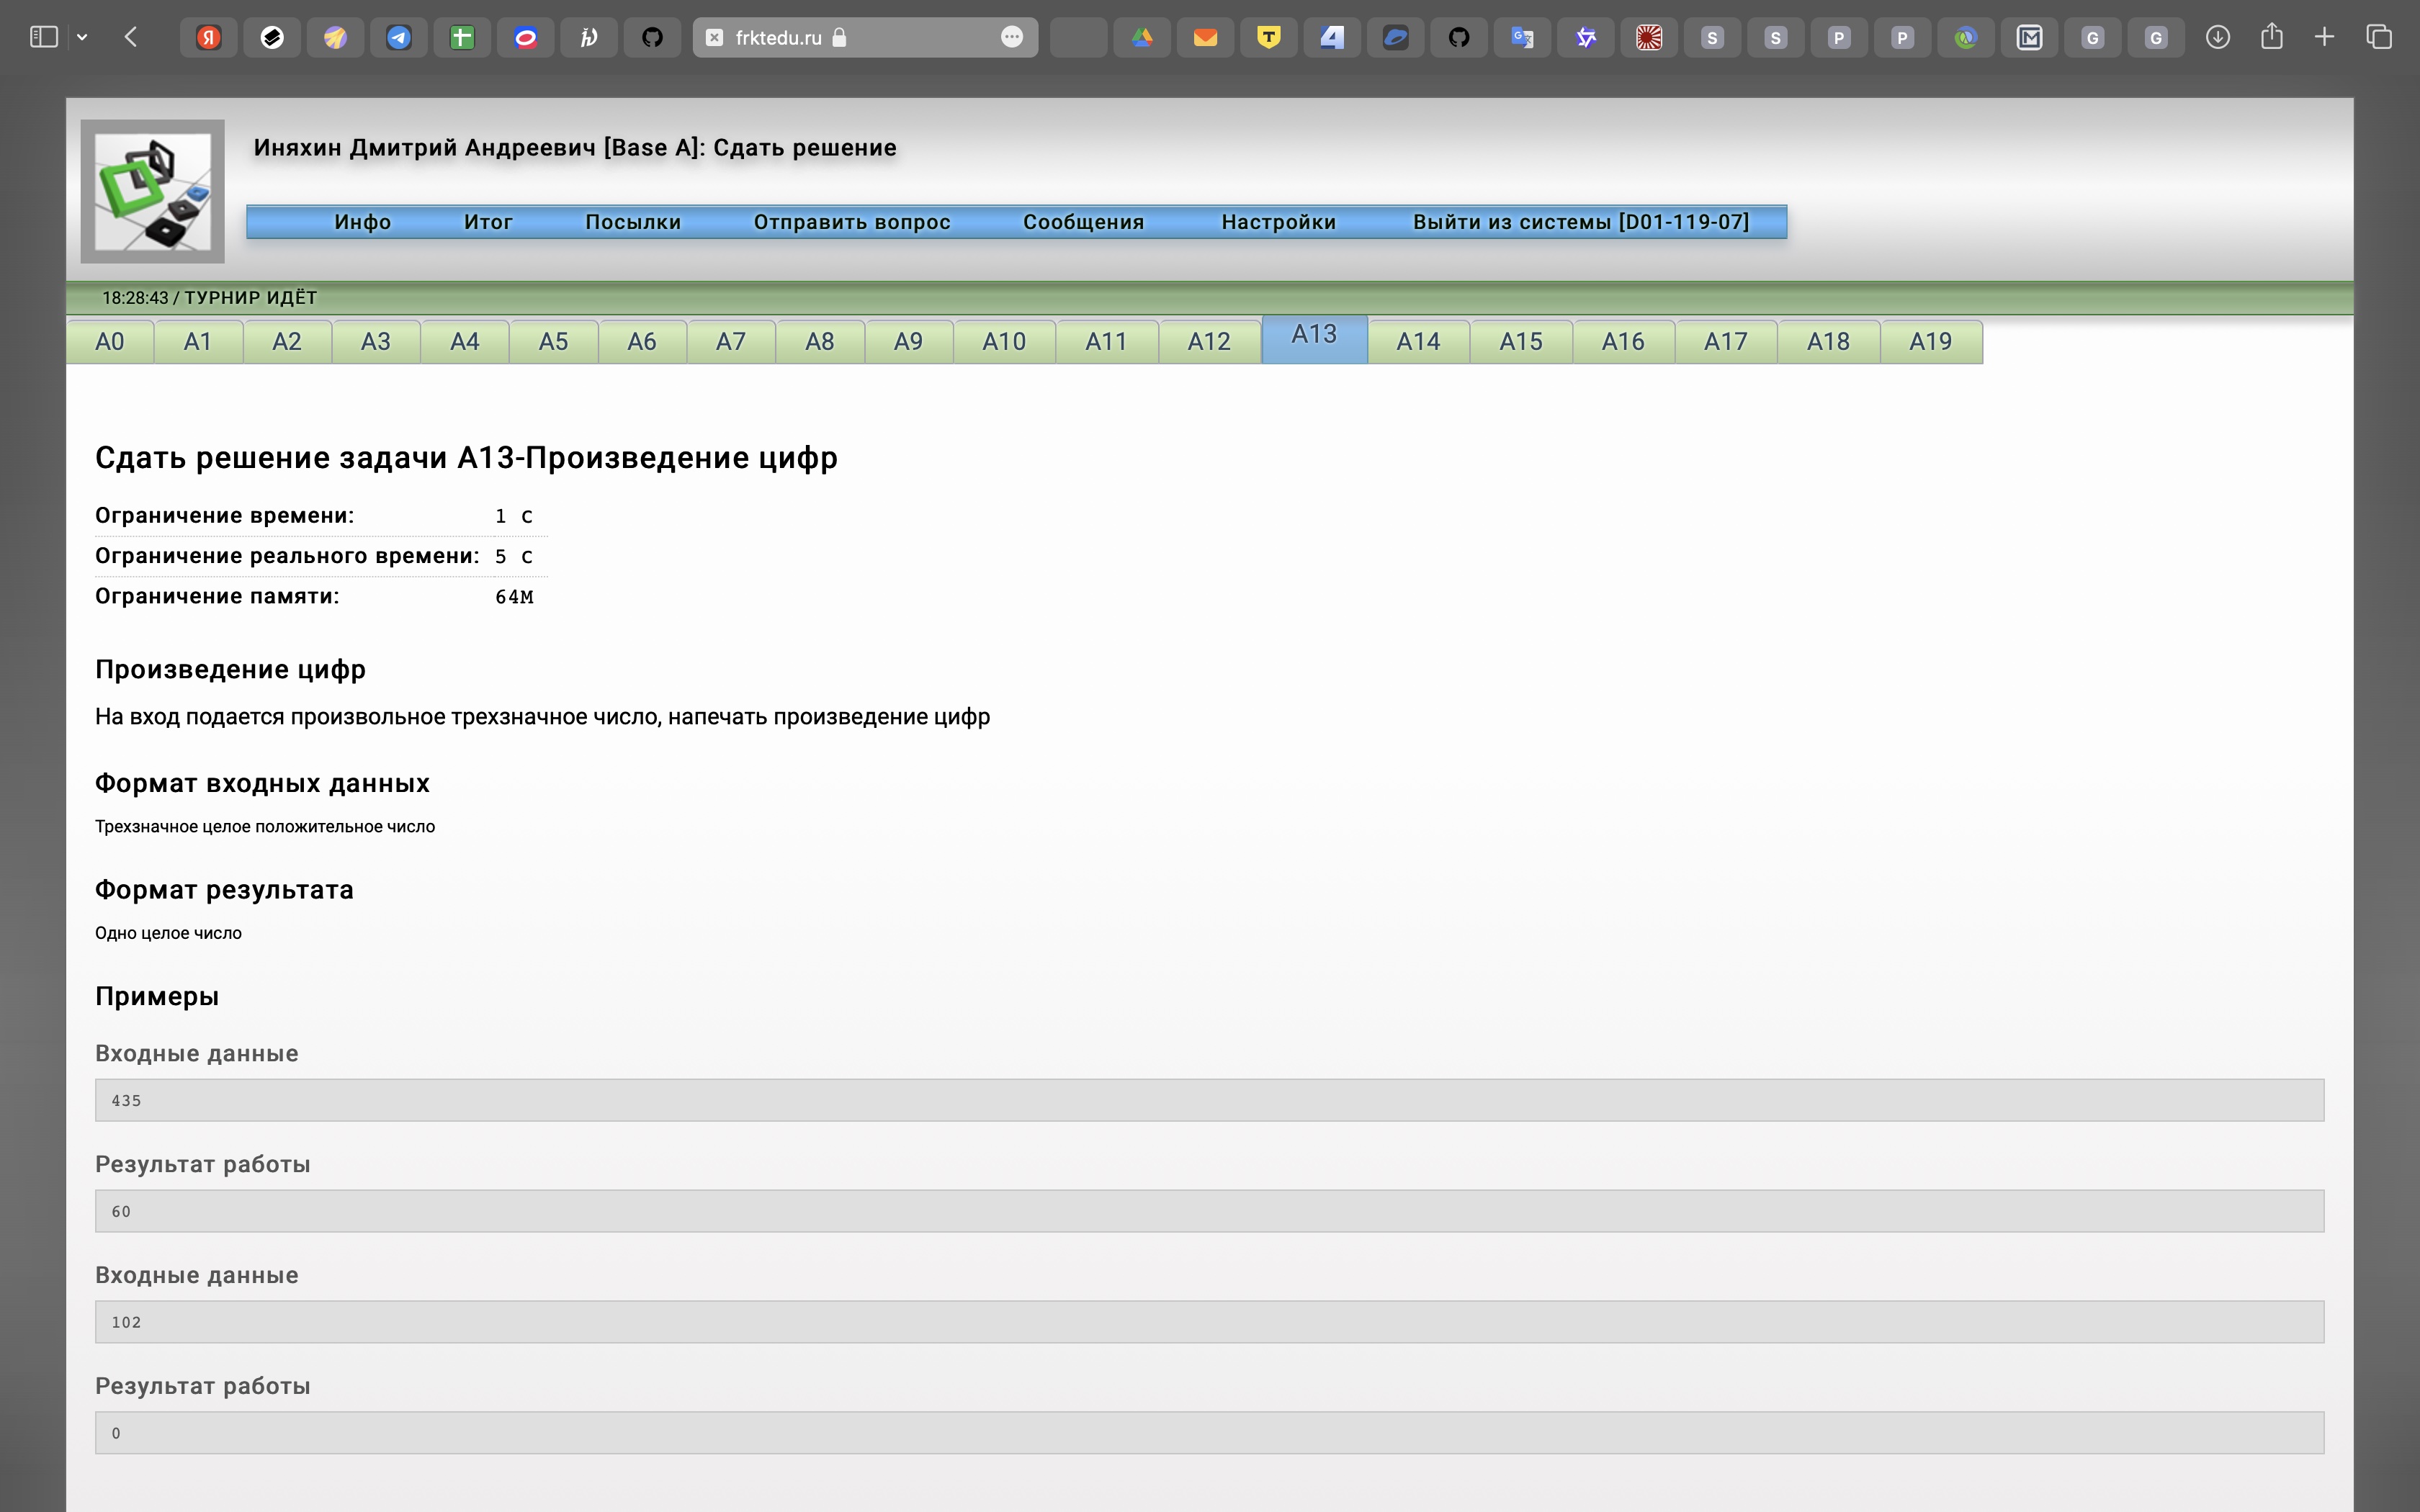 frktedu.ru
Иняхин Дмитрий Андреевич [Base A]: Сдать решение
Инфо Итог Посылки Отправить вопрос Сообщения Настройки Выйти из системы [D01-119-07]
18:28:43 / ТУРНИР ИДЁТ
A0 A1 A2 A3 A4 A5 A6 A7 A8 A9 A10 A11 A12 A13 A14 A15 A16 A17 A18 A19
Сдать решение задачи A13-Произведение цифр
Ограничение времени: 1 с
Ограничение реального времени: 5 с
Ограничение памяти: 64M
Произведение цифр
На вход подается произвольное трехзначное число, напечать произведение цифр
Формат входных данных
Трехзначное целое положительное число
Формат результата
Одно целое число
Примеры
Входные данные
435
Результат работы
60
Входные данные
102
Результат работы
0